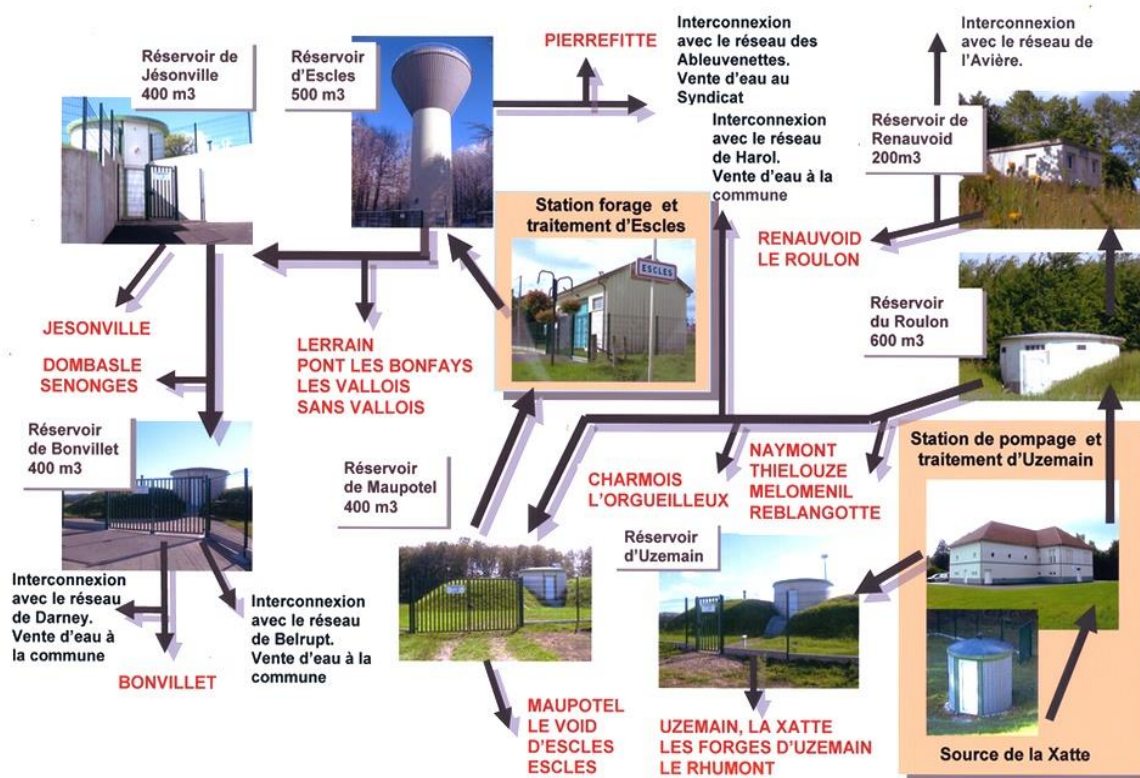 Réservoir de
Jésonville
400 m3
Réservoir
d'Escles
500 m3
PIERREFITTE
Interconnexion
avec le réseau des
Ableuvenettes.
Vente d'eau au
Syndicat
Interconnexion
avec le réseau de
l'Avière.
Interconnexion
avec le réseau
de Harol.
Vente d'eau à la
commune
Réservoir de
Renauvoid
200m3
Station forage et
traitement d'Escles
ESCLES
RENAUVOID
LE ROULON
Réservoir
du Roulon
600 m3
JESONVILLE
DOMBASLE
SENONGES
LERRAIN
PONT LES BONFAYS
LES VALLOIS
SANS VALLOIS
Réservoir
de Bonvillet
400 m3
Réservoir
de Maupotel
400 m3
CHARMOIS
L'ORGUEILLEUX
NAYMONT
THIELOUZE
MELOMENIL
REBLANGOTTE
Station de pompage et
traitement d'Uzemain
Réservoir
d'Uzemain
Interconnexion
avec le réseau
de Darney.
Vente d'eau à
la commune
Interconnexion
avec le réseau
de Belrupt.
Vente d'eau à la
commune
BONVILLET
MAUPOTEL
LE VOID
D'ESCLES
ESCLES
UZEMAIN, LA XATTE
LES FORGES D'UZEMAIN
LE RHUMONT
Source de la Xatte